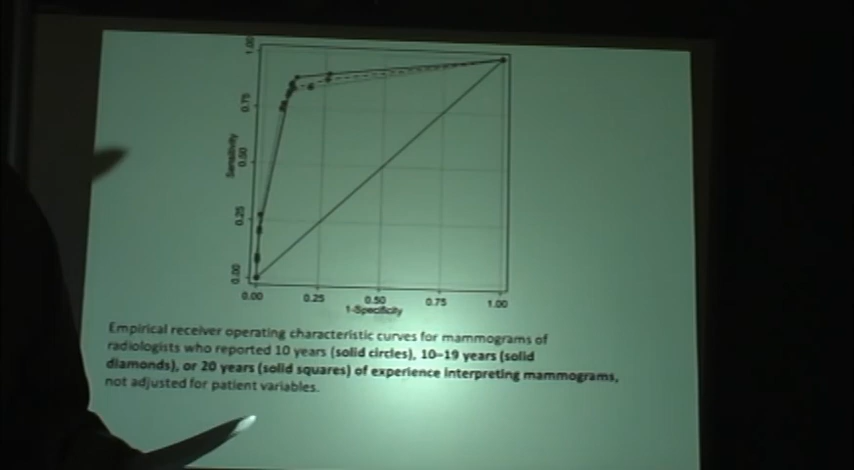 1.00
0.75
Sensitivity
0.50
0.25
0.00
0.00 0.25 0.50 0.75 1.00
1-Specificity
Empirical receiver operating characteristic curves for mammograms of
radiologists who reported 10 years (solid circles), 10–19 years (solid
diamonds), or 20 years (solid squares) of experience interpreting mammograms,
not adjusted for patient variables.